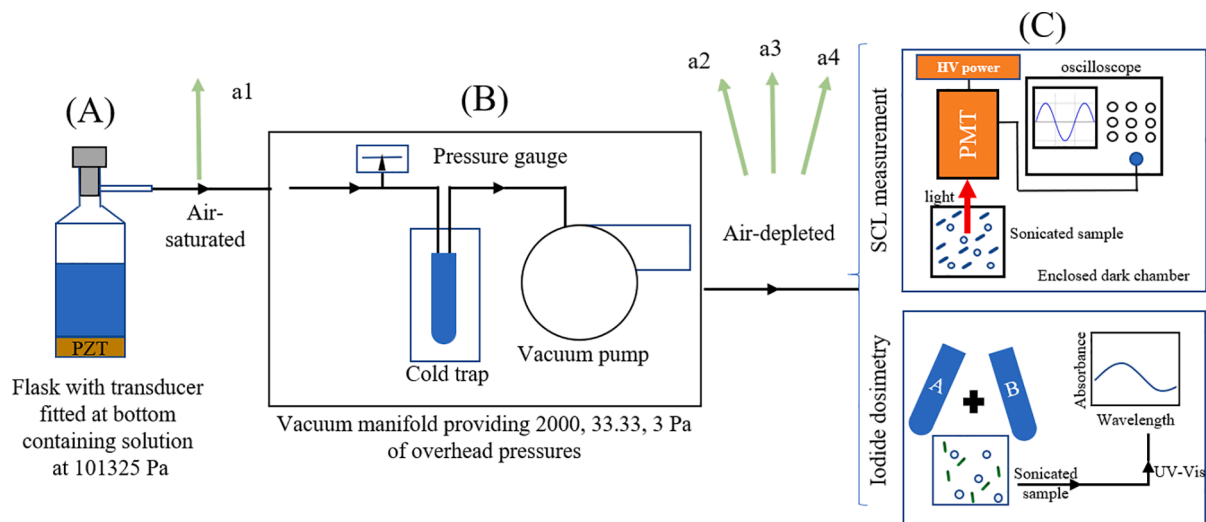 (A)
a1
Air-
saturated
PZT
Flask with transducer
fitted at bottom
containing solution
at 101325 Pa
(B)
Pressure gauge
Cold trap
Vacuum pump
Vacuum manifold providing 2000, 33.33, 3 Pa
of overhead pressures
a2
a3
a4
Air-depleted
(C)
SCL measurement
HV power
oscilloscope
PMT
light
Sonicated sample
Enclosed dark chamber
Iodide dosimetry
A
B
Absorbance
Wavelength
Sonicated
sample
UV-Vis